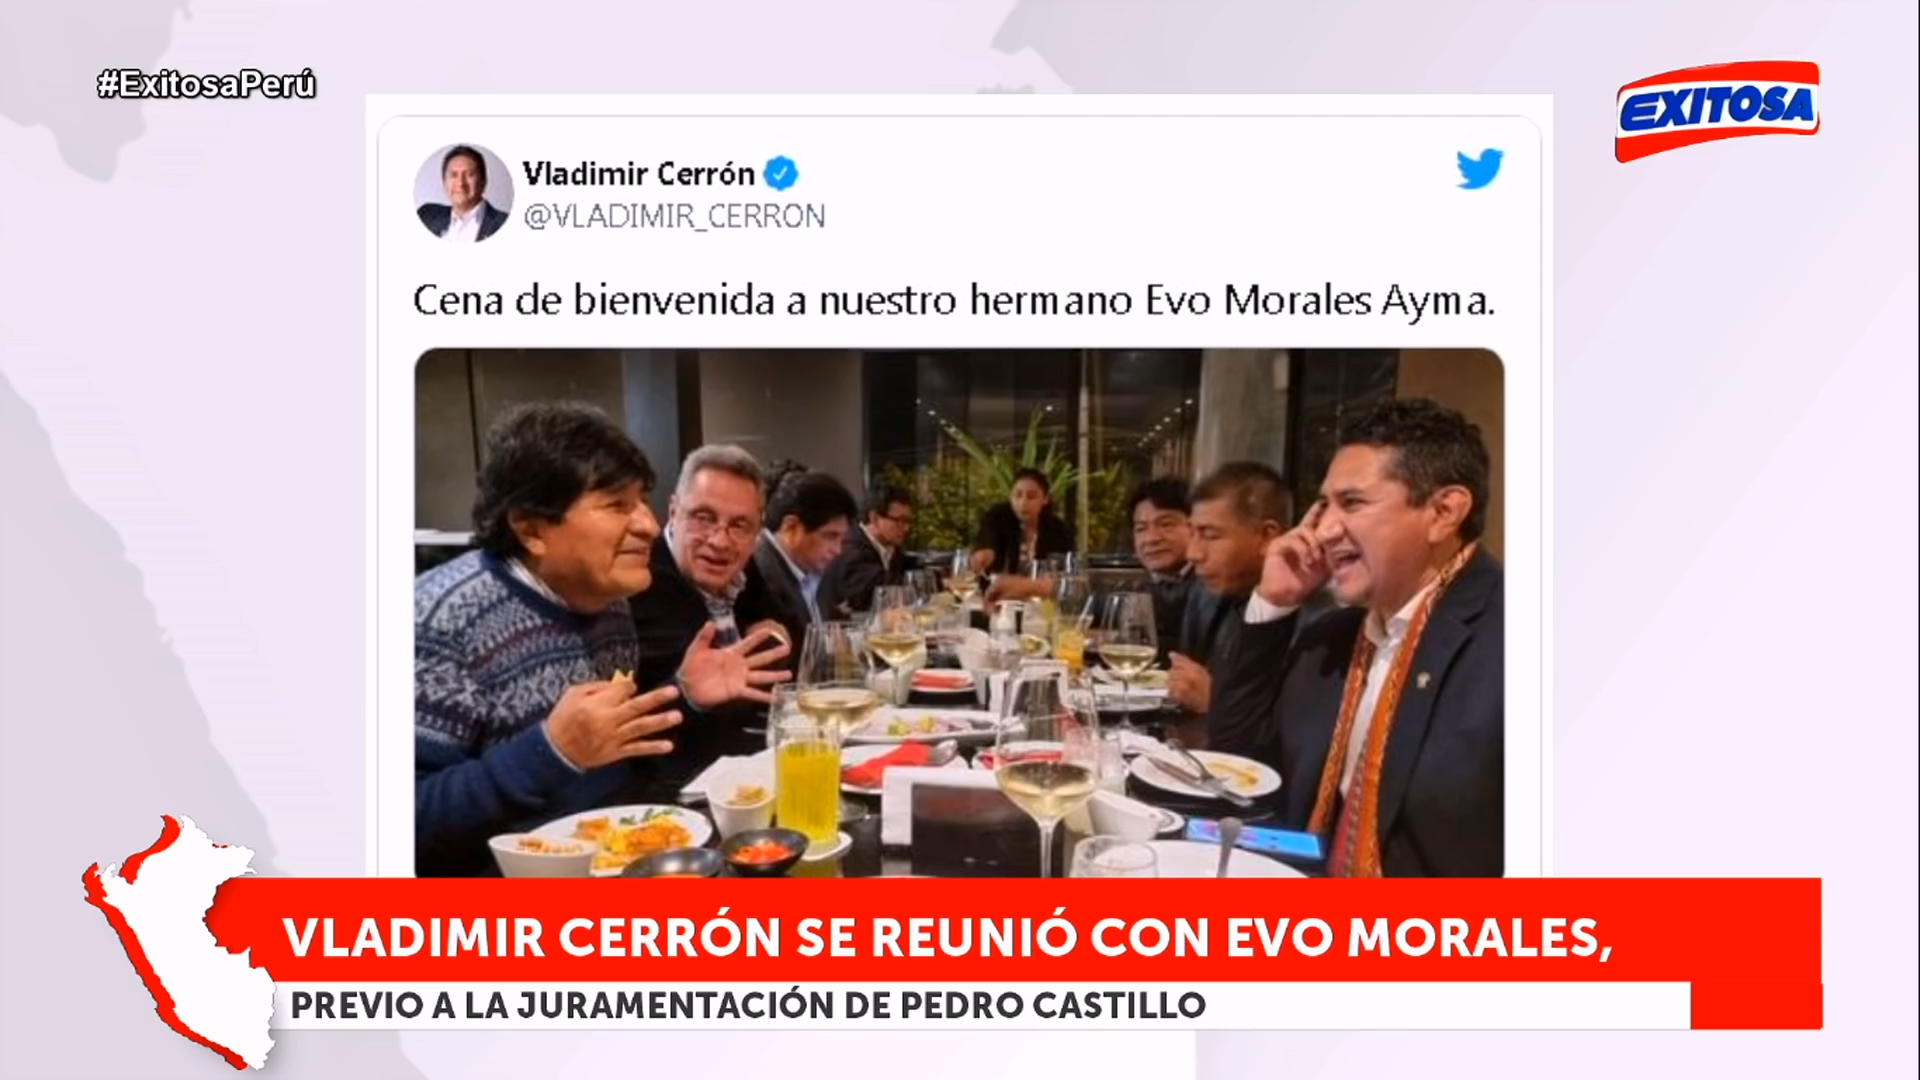 #ExitosaPerú
EXITOSA
Vladimir Cerrón
@VLADIMIR_CERRON
Cena de bienvenida a nuestro hermano Evo Morales Ayma.
VLADIMIR CERRÓN SE REUNIÓ CON EVO MORALES,
PREVIO A LA JURAMENTACIÓN DE PEDRO CASTILLO